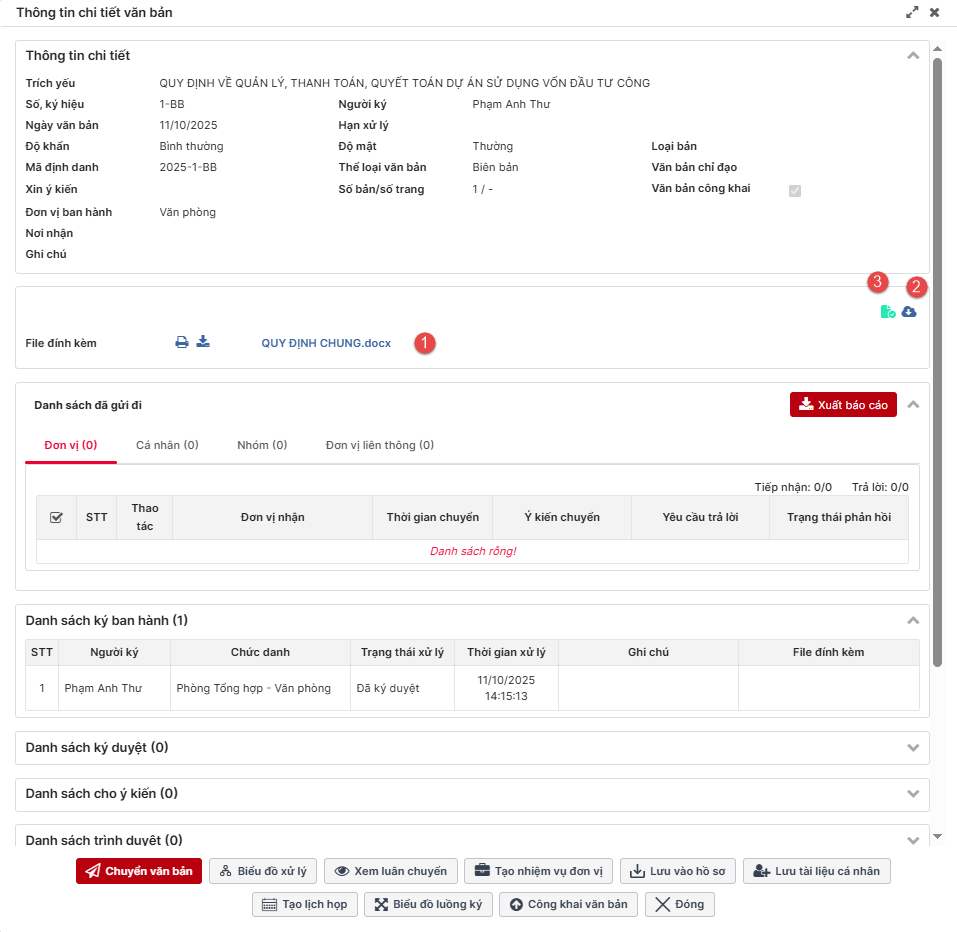 Thông tin chi tiết văn bản
Thông tin chi tiết
Trích yếu QUY ĐỊNH VỀ QUẢN LÝ, THANH TOÁN, QUYẾT TOÁN DỰ ÁN SỬ DỤNG VỐN ĐẦU TƯ CÔNG
Số, ký hiệu 1-BB Người ký Phạm Anh Thư
Ngày văn bản 11/10/2025 Hạn xử lý
Độ khẩn Bình thường Độ mật Thường Loại bản
Mã định danh 2025-1-BB Thể loại văn bản Biên bản Văn bản chỉ đạo
Xin ý kiến Số bản/số trang 1 / - Văn bản công khai
Đơn vị ban hành Văn phòng
Nơi nhận
Ghi chú
3 2
File đính kèm QUY ĐỊNH CHUNG.docx 1
Danh sách đã gửi đi Xuất báo cáo
Đơn vị (0) Cá nhân (0) Nhóm (0) Đơn vị liên thông (0)
Tiếp nhận: 0/0 Trả lời: 0/0
STT Thao tác Đơn vị nhận Thời gian chuyển Ý kiến chuyển Yêu cầu trả lời Trạng thái phản hồi
Danh sách rỗng!
Danh sách ký ban hành (1)
STT Người ký Chức danh Trạng thái xử lý Thời gian xử lý Ghi chú File đính kèm
1 Phạm Anh Thư Phòng Tổng hợp - Văn phòng Đã ký duyệt 11/10/2025 14:15:13
Danh sách ký duyệt (0)
Danh sách cho ý kiến (0)
Danh sách trình duyệt (0)
Chuyển văn bản Biểu đồ xử lý Xem luân chuyển Tạo nhiệm vụ đơn vị Lưu vào hồ sơ Lưu tài liệu cá nhân
Tạo lịch họp Biểu đồ luồng ký Công khai văn bản Đóng